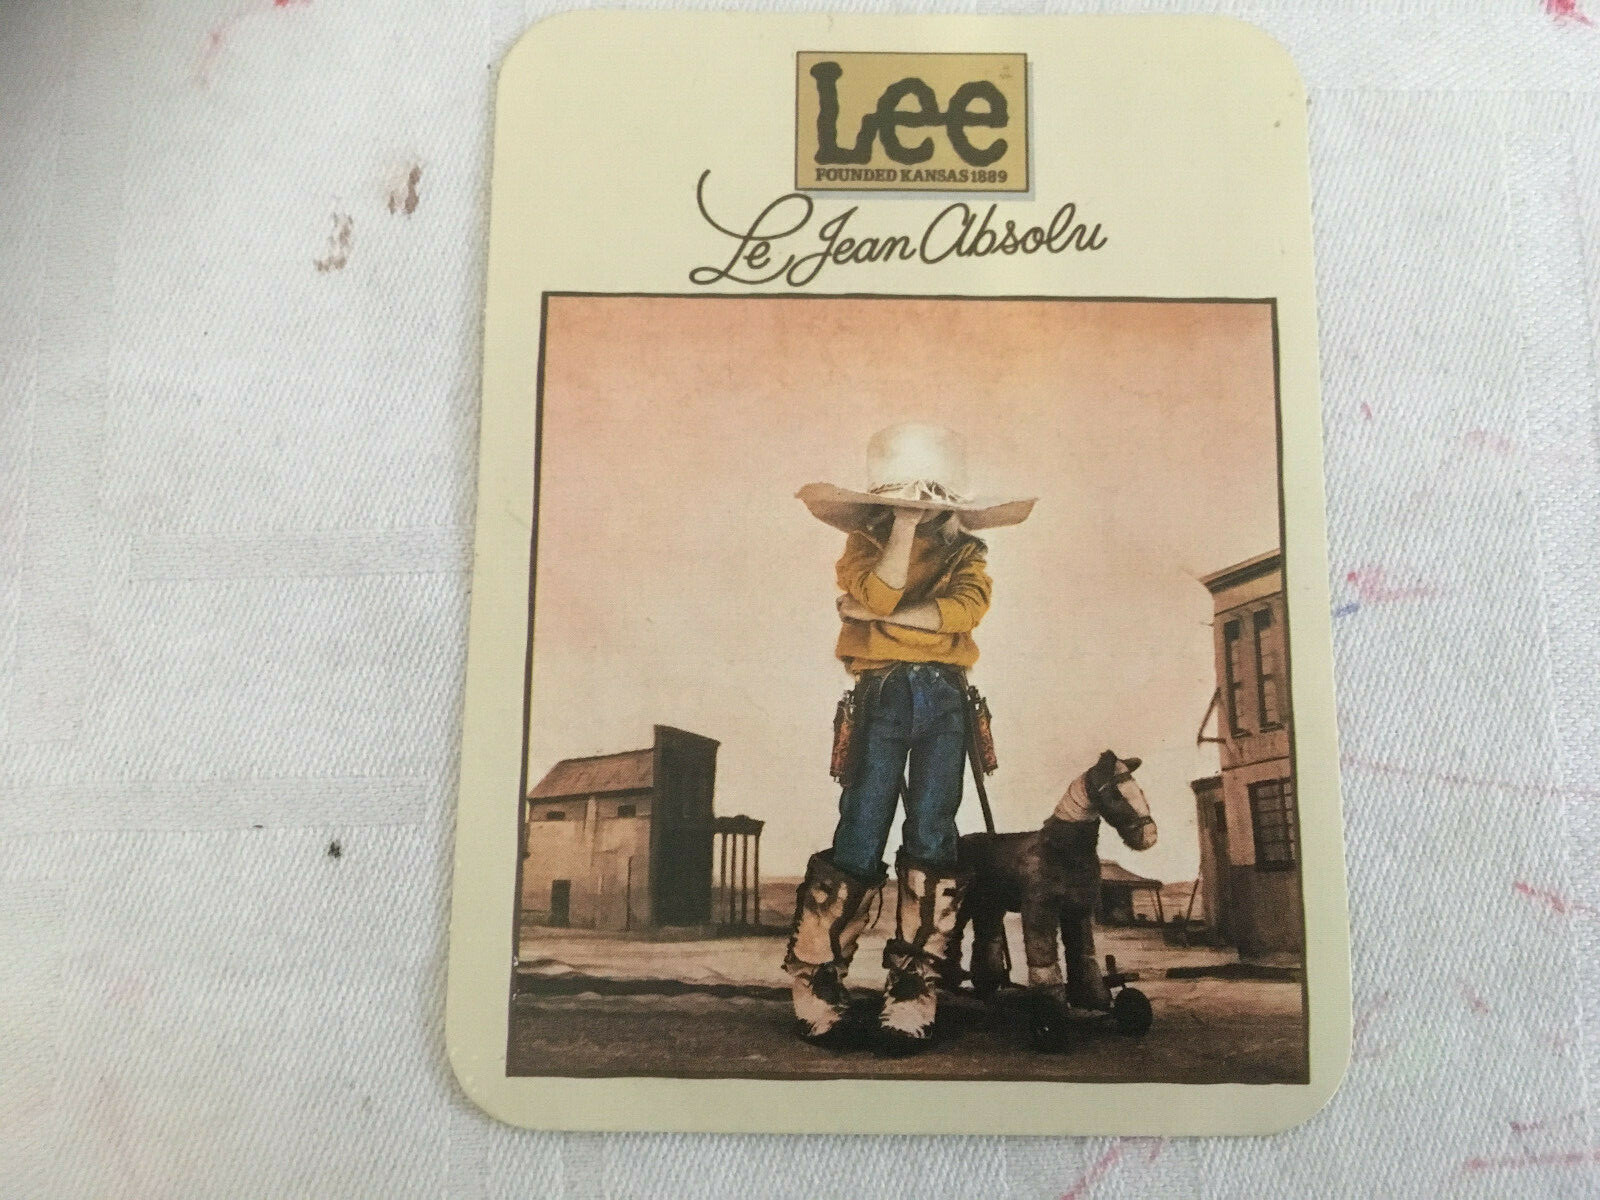 Lee
FOUNDED KANSAS 1889
Le Jean Absolu